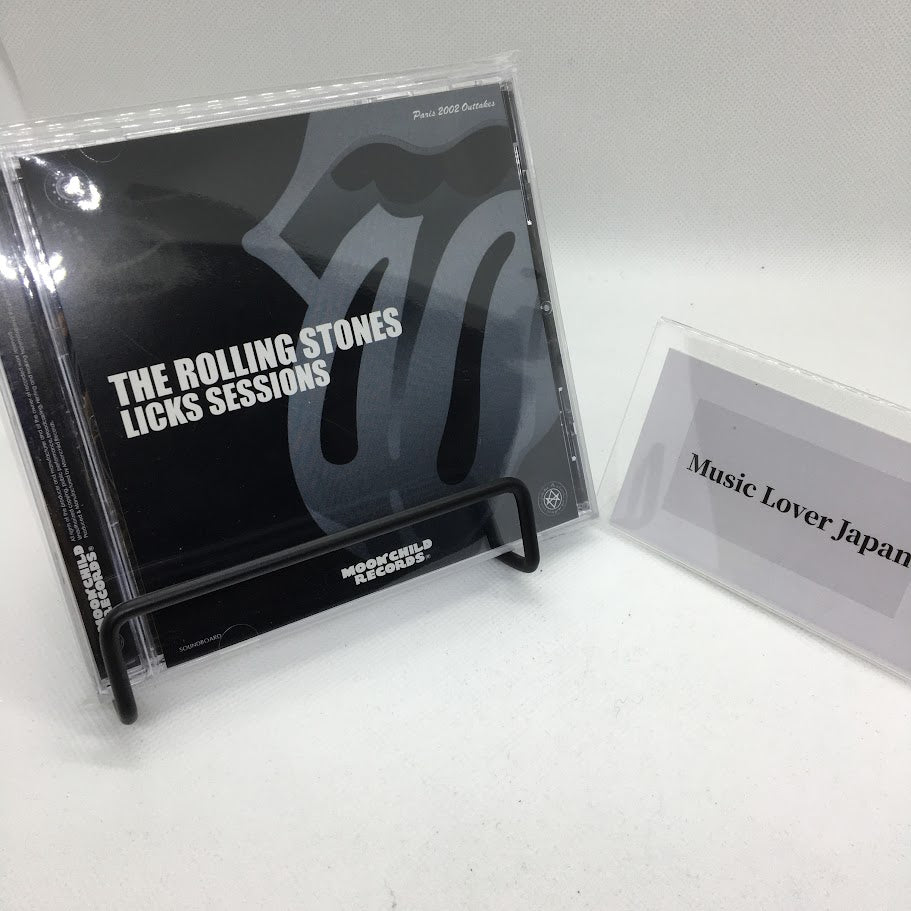 Paris 2002 Outtakes
THE ROLLING STONES
LICKS SESSIONS
MOONCHILD
RECORDS®
SOUNDBOARD
MOONCHILD
RECORDS®
Music Lover Japan